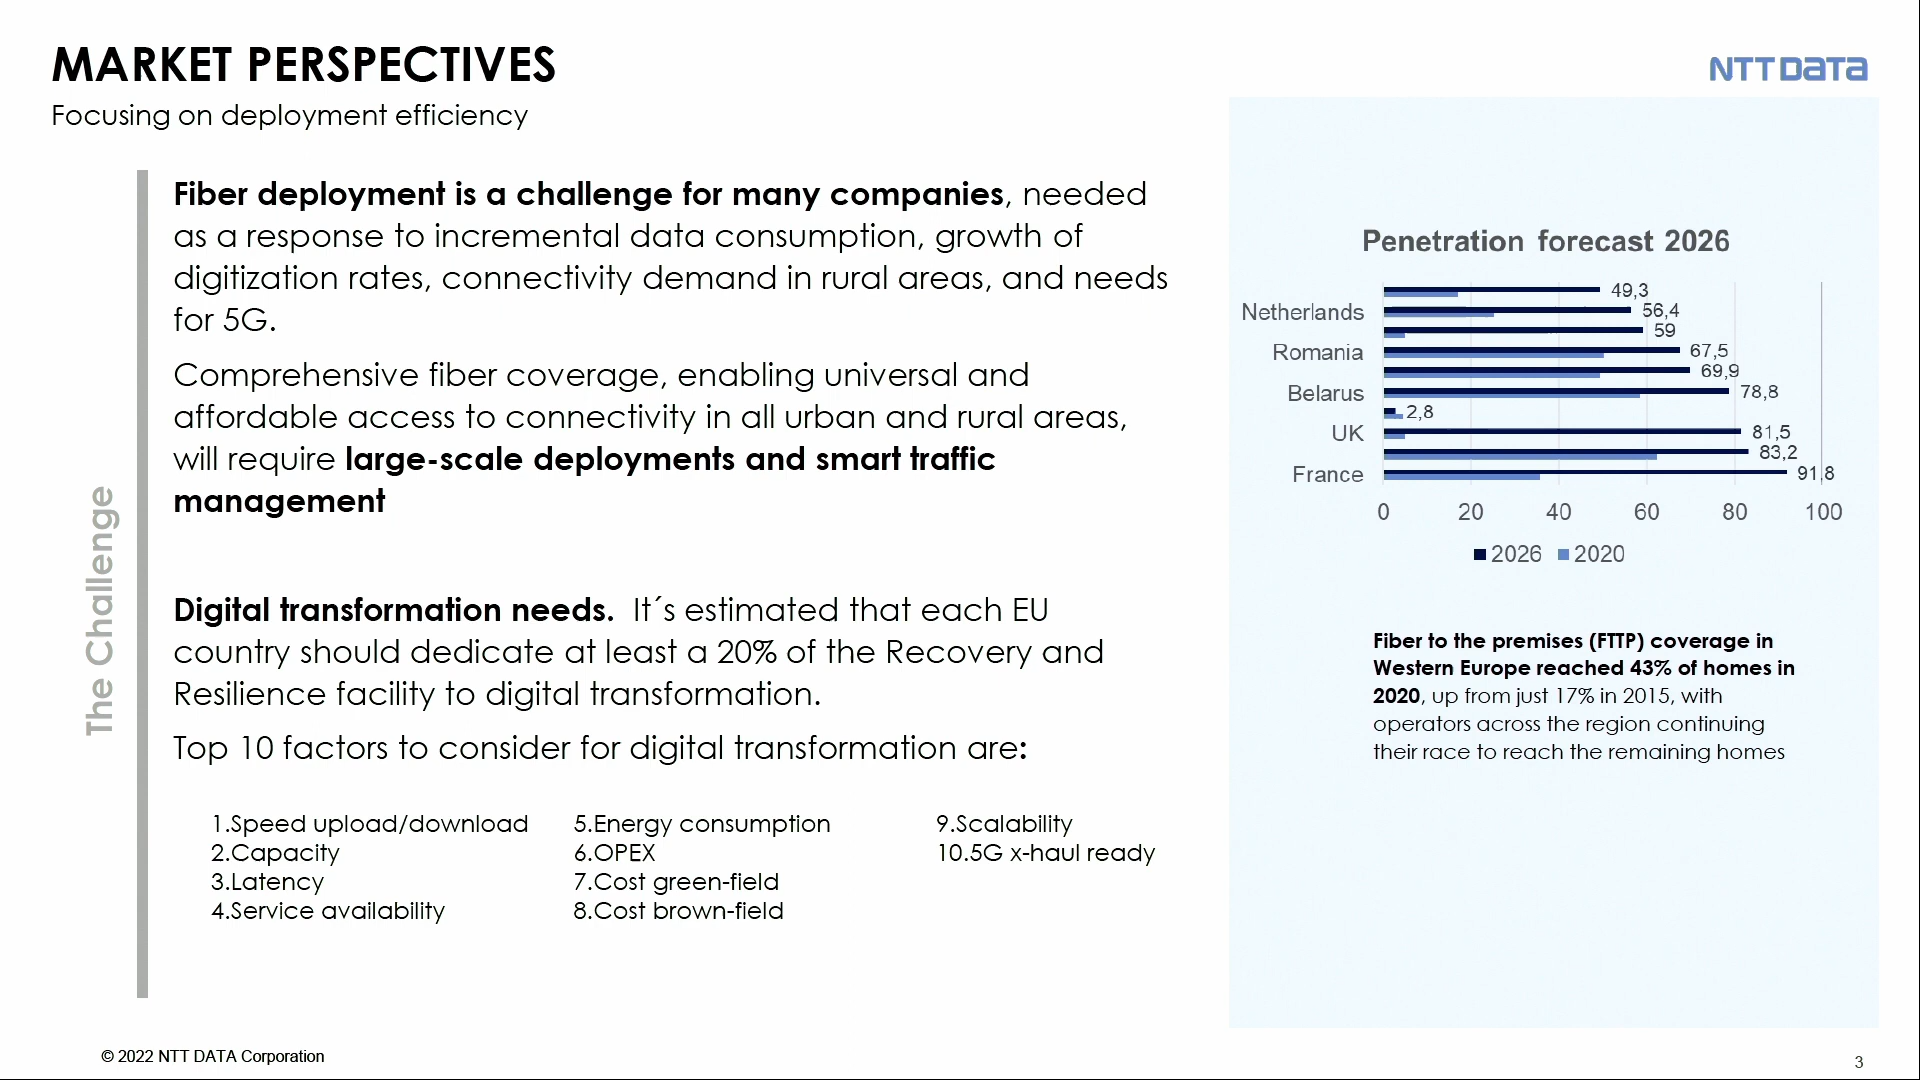 MARKET PERSPECTIVES
Focusing on deployment efficiency
NTT DATA
The Challenge
Fiber deployment is a challenge for many companies, needed
as a response to incremental data consumption, growth of
digitization rates, connectivity demand in rural areas, and needs
for 5G.
Comprehensive fiber coverage, enabling universal and
affordable access to connectivity in all urban and rural areas,
will require large-scale deployments and smart traffic
management
Digital transformation needs. It´s estimated that each EU
country should dedicate at least a 20% of the Recovery and
Resilience facility to digital transformation.
Top 10 factors to consider for digital transformation are:
1.Speed upload/download
2.Capacity
3.Latency
4.Service availability
5.Energy consumption
6.OPEX
7.Cost green-field
8.Cost brown-field
9.Scalability
10.5G x-haul ready
Penetration forecast 2026
49,3
Netherlands 56,4
59
Romania 67,5
69,9
Belarus 78,8
2,8
UK 81,5
83,2
France 91,8
0 20 40 60 80 100
2026 2020
Fiber to the premises (FTTP) coverage in
Western Europe reached 43% of homes in
2020, up from just 17% in 2015, with
operators across the region continuing
their race to reach the remaining homes
© 2022 NTT DATA Corporation
3